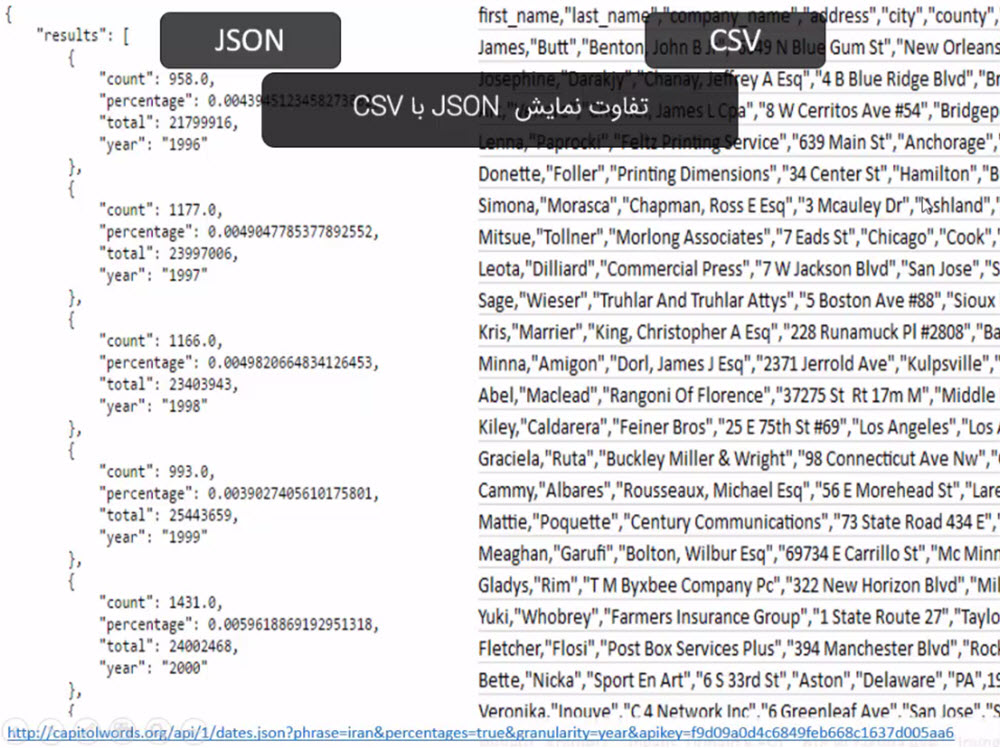 JSON
CSV
تفاوت نمایش JSON با CSV
{
"results": [
{
"count": 958.0,
"percentage": 0.00439451234582738
"total": 21799916,
"year": "1996"
},
{
"count": 1177.0,
"percentage": 0.0049047785377892552,
"total": 23997006,
"year": "1997"
},
{
"count": 1166.0,
"percentage": 0.0049820664834126453,
"total": 23403943,
"year": "1998"
},
{
"count": 993.0,
"percentage": 0.0039027405610175801,
"total": 25443659,
"year": "1999"
},
{
"count": 1431.0,
"percentage": 0.0059618869192951318,
"total": 24002468,
"year": "2000"
},
{
first_name,"last_name","company_name","address","city","county",
James,"Butt","Benton, John B Jr","6649 N Blue Gum St","New Orleans
Josephine,"Darakjy","Chanay, Jeffrey A Esq","4 B Blue Ridge Blvd","Br
James L Cpa","8 W Cerritos Ave #54","Bridgep
Lenna,"Paprocki","Feltz Printing Service","639 Main St","Anchorage",
Donette,"Foller","Printing Dimensions","34 Center St","Hamilton","B
Simona,"Morasca","Chapman, Ross E Esq","3 Mcauley Dr","Ashland",
Mitsue,"Tollner","Morlong Associates","7 Eads St","Chicago","Cook",
Leota,"Dilliard","Commercial Press","7 W Jackson Blvd","San Jose","S
Sage,"Wieser","Truhlar And Truhlar Attys","5 Boston Ave #88","Sioux
Kris,"Marrier","King, Christopher A Esq","228 Runamuck Pl #2808","Ba
Minna,"Amigon","Dorl, James J Esq","2371 Jerrold Ave","Kulpsville","
Abel,"Maclead","Rangoni Of Florence","37275 St Rt 17m M","Middle
Kiley,"Caldarera","Feiner Bros","25 E 75th St #69","Los Angeles","Los A
Graciela,"Ruta","Buckley Miller & Wright","98 Connecticut Ave Nw","
Cammy,"Albares","Rousseaux, Michael Esq","56 E Morehead St","Lare
Mattie,"Poquette","Century Communications","73 State Road 434 E",
Meaghan,"Garufi","Bolton, Wilbur Esq","69734 E Carrillo St","Mc Minn
Gladys,"Rim","T M Byxbee Company Pc","322 New Horizon Blvd","Mil
Yuki,"Whobrey","Farmers Insurance Group","1 State Route 27","Taylo
Fletcher,"Flosi","Post Box Services Plus","394 Manchester Blvd","Rock
Bette,"Nicka","Sport En Art","6 S 33rd St","Aston","Delaware","PA",19
Veronika,"Inouye","C 4 Network Inc","6 Greenleaf Ave","San Jose","S
http://capitolwords.org/api/1/dates.json?phrase=iran&percentages=true&granularity=year&apikey=f9d09a0d4c6849feb668c1637d005aa6